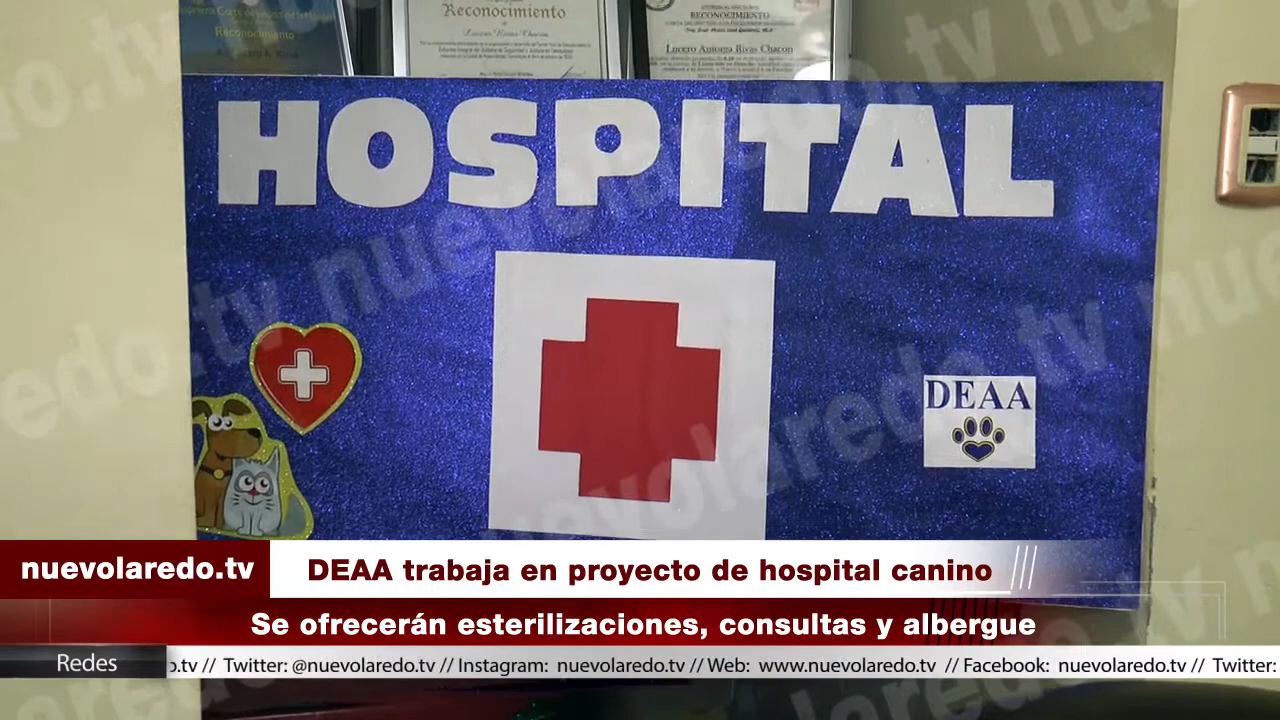 Reconocimiento
Reconocimiento
RECONOCIMIENTO
Lucero Antonia Rivas Chacon
HOSPITAL
DEAA
nuevolaredo.tv
DEAA trabaja en proyecto de hospital canino
Se ofrecerán esterilizaciones, consultas y albergue
Redes
o.tv // Twitter: @nuevolaredo.tv // Instagram: nuevolaredo.tv // Web: www.nuevolaredo.tv // Facebook: nuevolaredo.tv // Twitter: